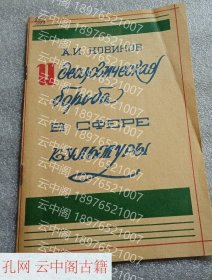 А. И. НОВИКОВ
Идеологическая
борьба
В СФЕРЕ
культуры
云中阁 18976521007
云中阁 18976521007
云中阁 18976521007
云中阁 18976521007
孔网 云中阁古籍